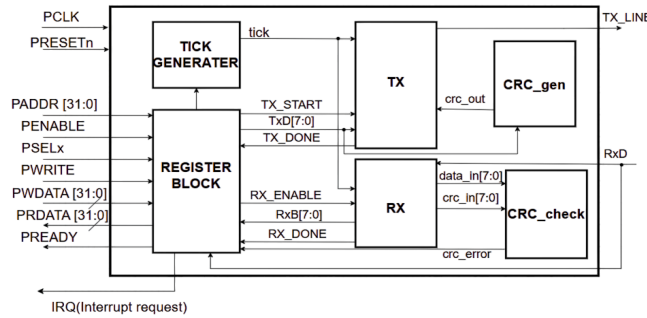 PCLK
PRESETn
PADDR [31:0]
PENABLE
PSELx
PWRITE
PWDATA [31:0]
PRDATA [31:0]
PREADY
IRQ(Interrupt request)
TICK
GENERATER
tick
REGISTER
BLOCK
TX_START
TxD[7:0]
TX_DONE
RX_ENABLE
RxB[7:0]
RX_DONE
TX
RX
crc_out
CRC_gen
data_in[7:0]
crc_in[7:0]
CRC_check
crc_error
TX_LINE
RxD